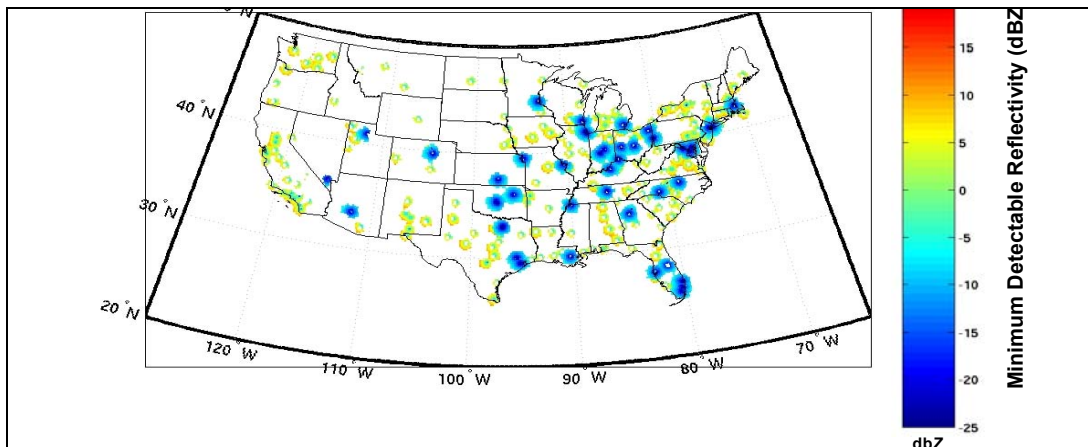 40 °N
30 °N
20 °N
120 °W
110 °W
100 °W
90 °W
80 °W
70 °W
15
10
5
0
-5
-10
-15
-20
-25
dbZ
Minimum Detectable Reflectivity (dBZ